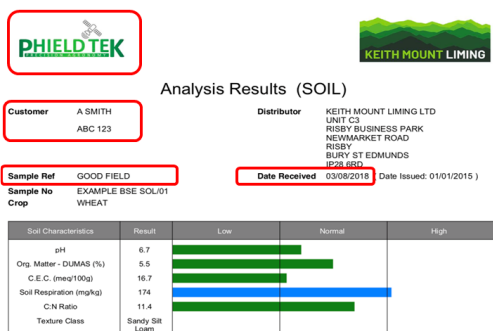 PHIELD TEK
PRECISION AGRONOMY
KEITH MOUNT LIMING
Analysis Results (SOIL)
Customer A SMITH
ABC 123
Distributor KEITH MOUNT LIMING LTD
UNIT C3
RISBY BUSINESS PARK
NEWMARKET ROAD
RISBY
BURY ST EDMUNDS
IP28 6RD
Sample Ref GOOD FIELD
Date Received 03/08/2018 ( Date Issued: 01/01/2015 )
Sample No EXAMPLE BSE SOL/01
Crop WHEAT
Soil Characteristics Result Low Normal High
pH 6.7
Org. Matter - DUMAS (%) 5.5
C.E.C. (meq/100g) 16.7
Soil Respiration (mg/kg) 174
C:N Ratio 11.4
Texture Class Sandy Silt
Loam